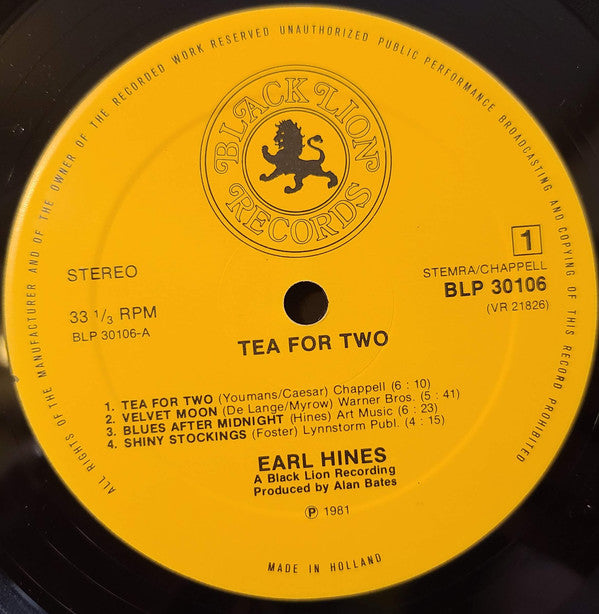 ALL RIGHTS OF THE MANUFACTURER AND OF THE OWNER OF THE RECORDED WORK RESERVED UNAUTHORIZED PUBLIC PERFORMANCE BROADCASTING AND COPYING OF THIS RECORD PROHIBITED
BLACK LION
RECORDS
STEREO
33 1/3 RPM
BLP 30106-A
1
STEMRA/CHAPPELL
BLP 30106
(VR 21826)
TEA FOR TWO
1. TEA FOR TWO (Youmans/Caesar) Chappell (6 : 10)
2. VELVET MOON (De Lange/Myrow) Warner Bros. (5 : 41)
3. BLUES AFTER MIDNIGHT (Hines) Art Music (6 : 23)
4. SHINY STOCKINGS (Foster) Lynnstorm Publ. (4 : 15)
EARL HINES
A Black Lion Recording
Produced by Alan Bates
℗ 1981
MADE IN HOLLAND